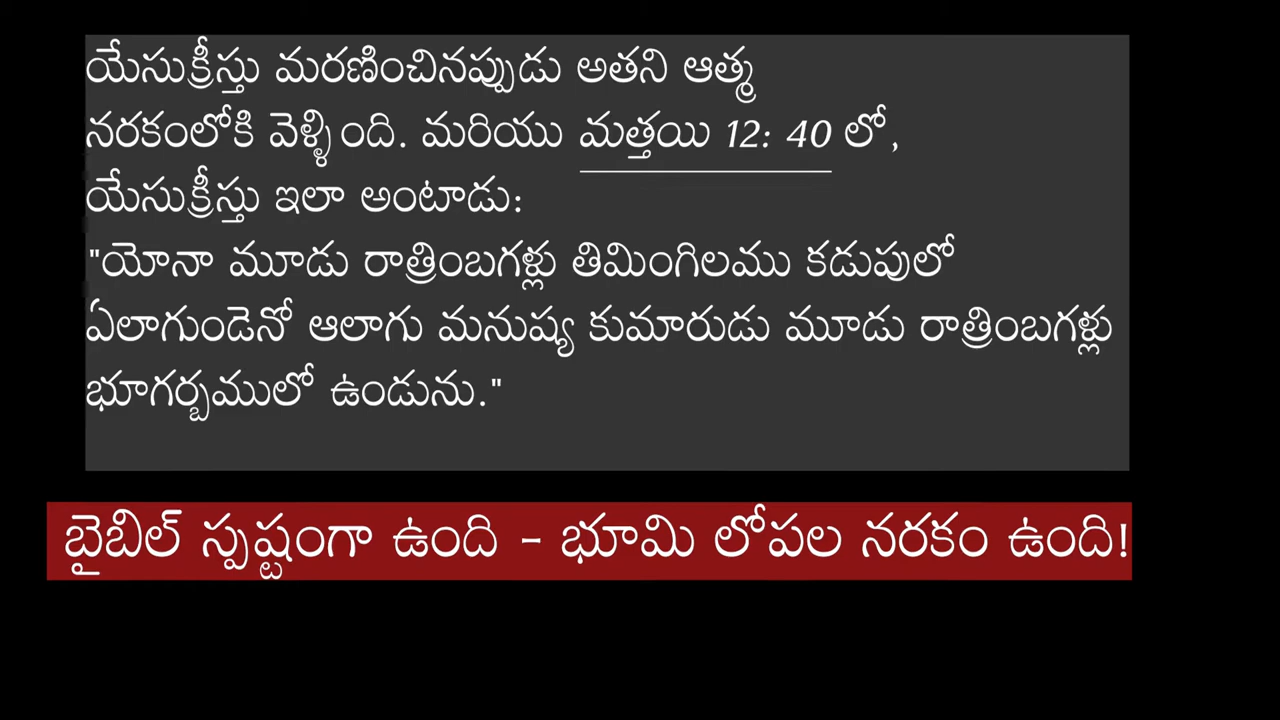 యేసుక్రీస్తు మరణించినప్పుడు అతని ఆత్మ
నరకంలోకి వెళ్ళింది. మరియు మత్తయి 12: 40 లో,
యేసుక్రీస్తు ఇలా అంటాడు:
"యోనా మూడు రాత్రింబగళ్లు తిమింగిలము కడుపులో
ఏలాగుండెనో ఆలాగు మనుష్య కుమారుడు మూడు రాత్రింబగళ్లు
భూగర్బములో ఉండును."
బైబిల్ స్పష్టంగా ఉంది - భూమి లోపల నరకం ఉంది!